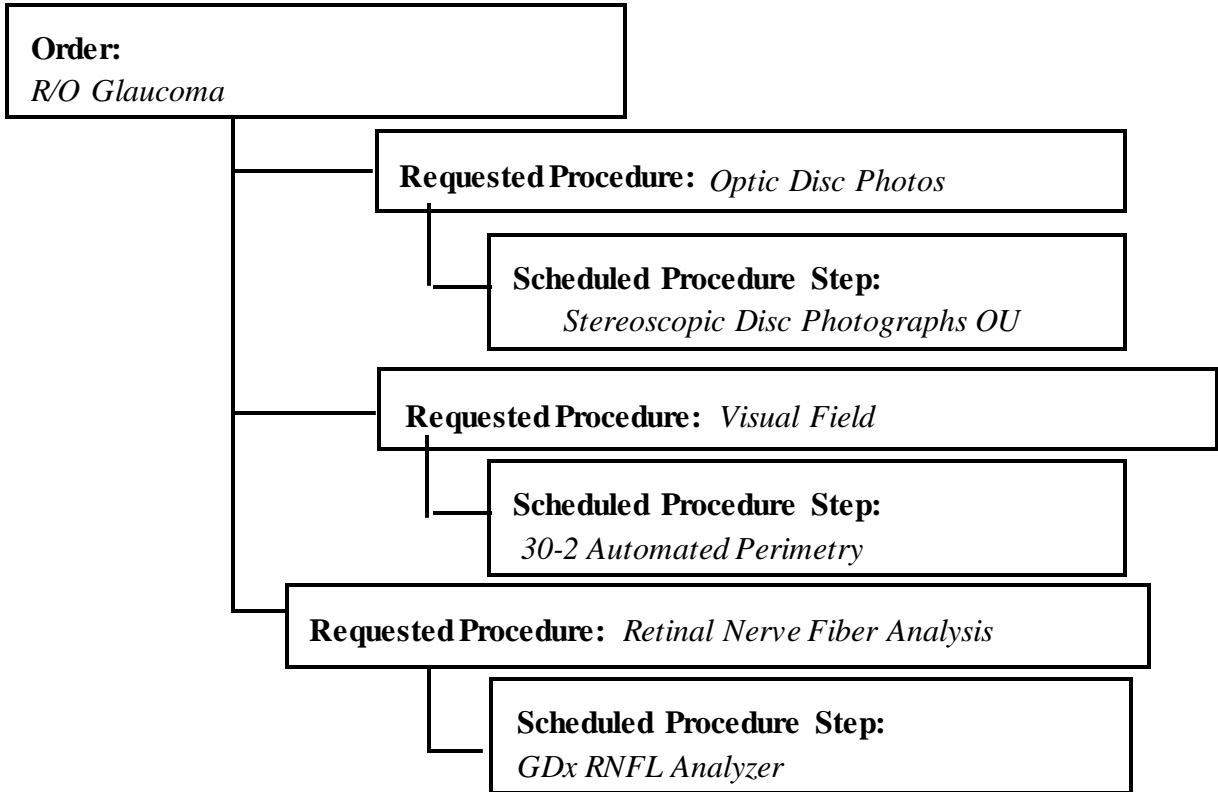 Order:
R/O Glaucoma
Requested Procedure: Optic Disc Photos
Scheduled Procedure Step:
Stereoscopic Disc Photographs OU
Requested Procedure: Visual Field
Scheduled Procedure Step:
30-2 Automated Perimetry
Requested Procedure: Retinal Nerve Fiber Analysis
Scheduled Procedure Step:
GDx RNFL Analyzer